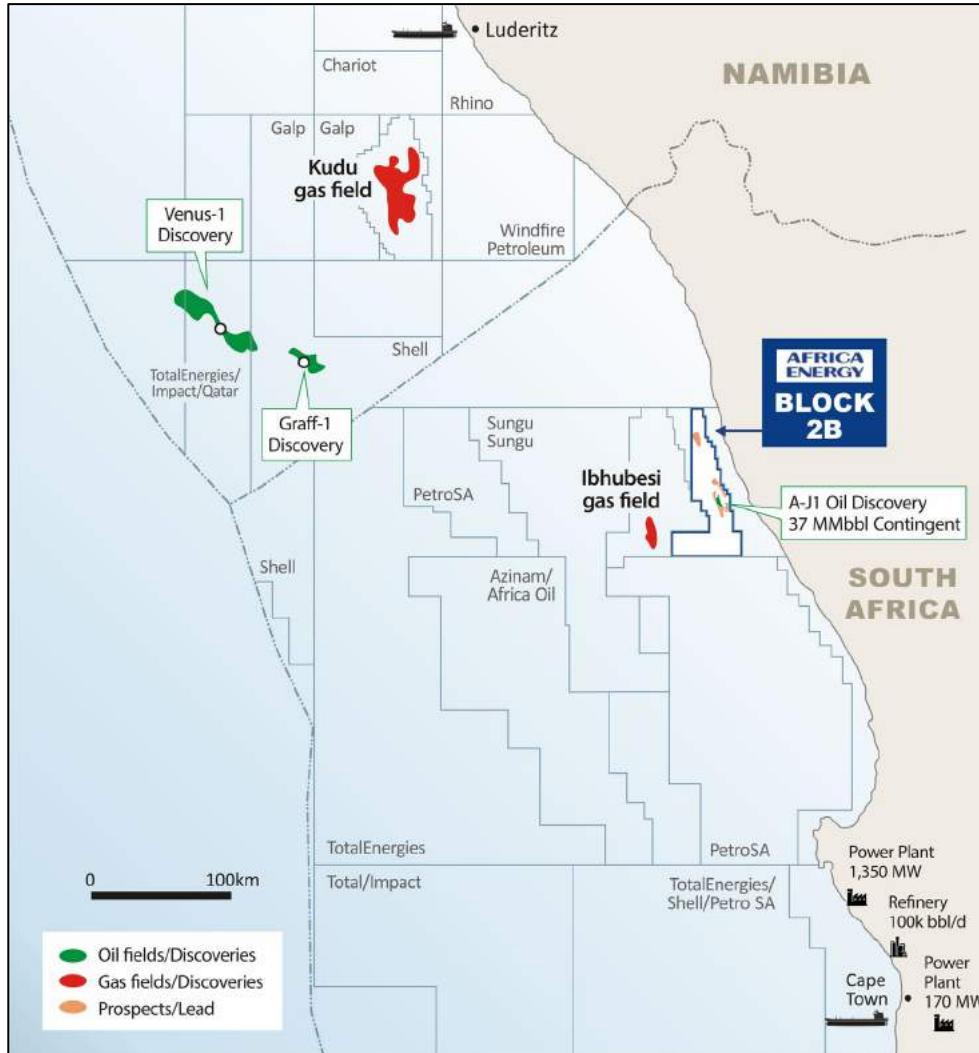 Luderitz
NAMIBIA
Chariot
Rhino
Galp
Galp
Kudu
gas field
Venus-1
Discovery
Windfire
Petroleum
Shell
TotalEnergies/
Impact/Qatar
Graff-1
Discovery
AFRICA
ENERGY
BLOCK
2B
Sungu
Sungu
PetroSA
Ibhubesi
gas field
A-J1 Oil Discovery
37 MMbbl Contingent
Shell
Azinam/
Africa Oil
SOUTH
AFRICA
TotalEnergies
PetroSA
Total/Impact
TotalEnergies/
Shell/Petro SA
Power Plant
1,350 MW
Refinery
100k bbl/d
Power
Plant
170 MW
Cape
Town
0 100km
Oil fields/Discoveries
Gas fields/Discoveries
Prospects/Lead